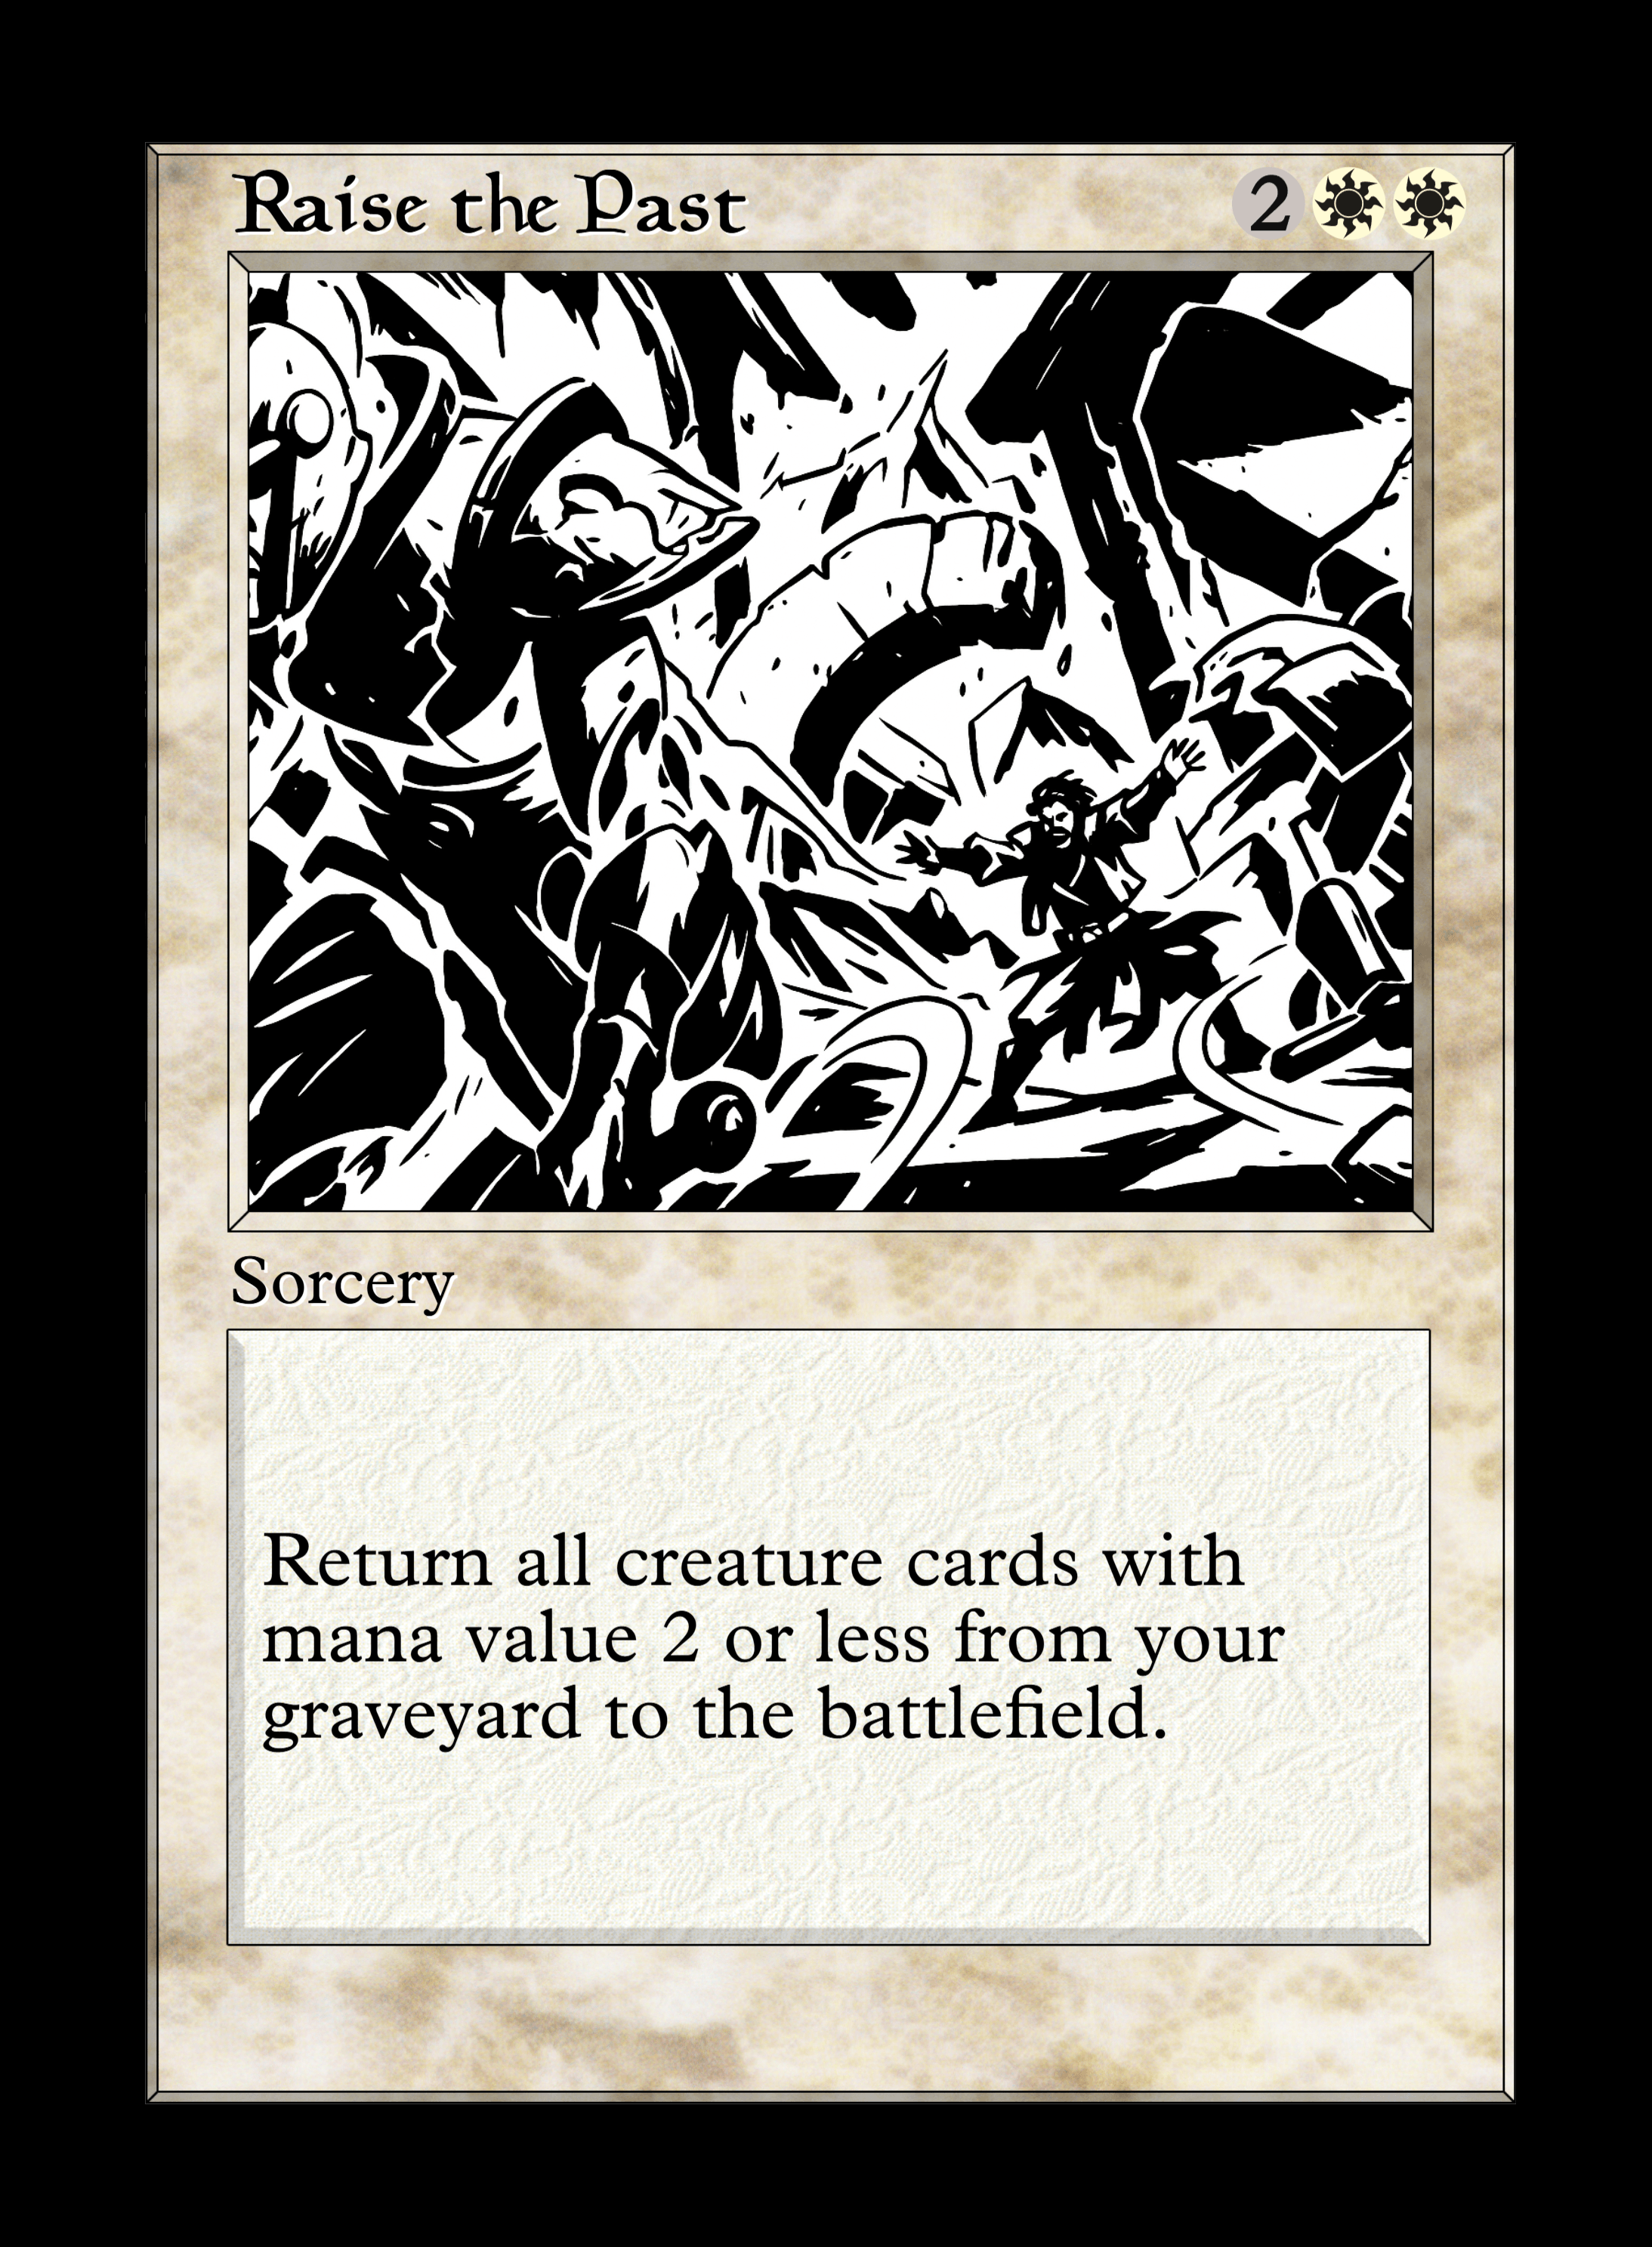 Raise the Past 2
Sorcery
Return all creature cards with
mana value 2 or less from your
graveyard to the battlefield.